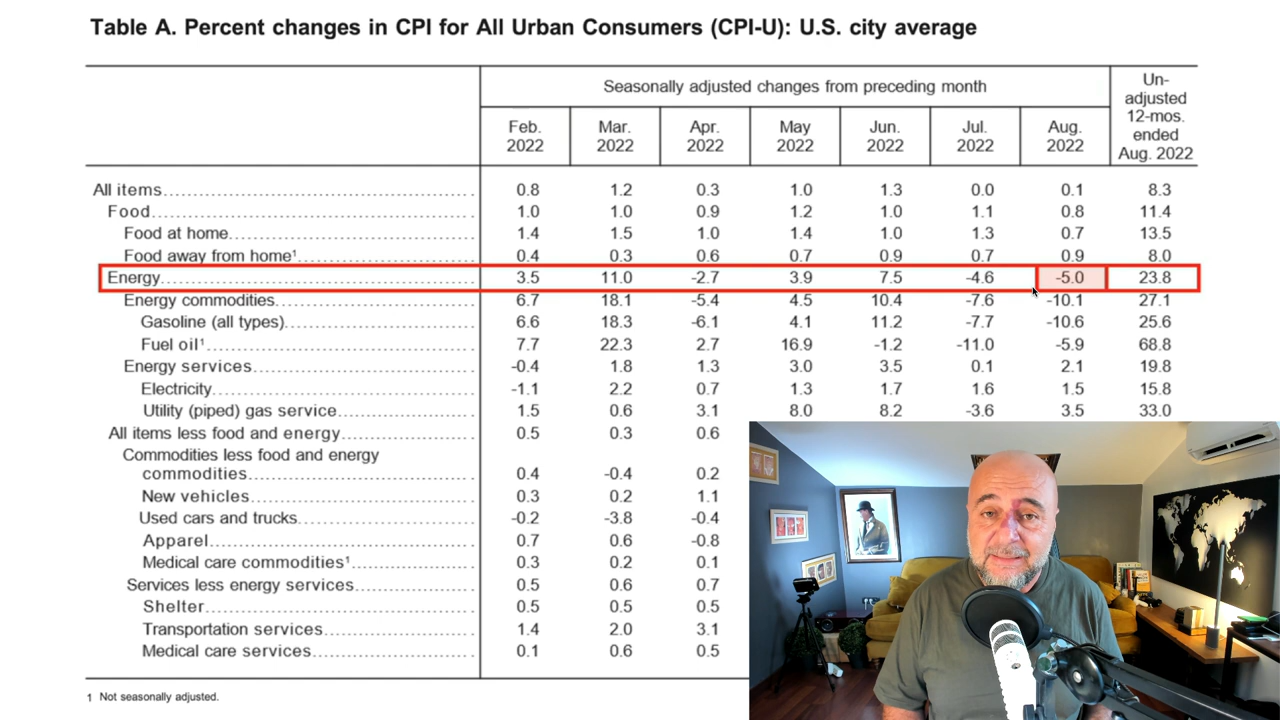 Table A. Percent changes in CPI for All Urban Consumers (CPI-U): U.S. city average
Seasonally adjusted changes from preceding month
Un-
adjusted
12-mos.
ended
Aug. 2022
Feb. 2022 Mar. 2022 Apr. 2022 May 2022 Jun. 2022 Jul. 2022 Aug. 2022
All items 0.8 1.2 0.3 1.0 1.3 0.0 0.1 8.3
Food 1.0 1.0 0.9 1.2 1.0 1.1 0.8 11.4
Food at home 1.4 1.5 1.0 1.4 1.0 1.3 0.7 13.5
Food away from home¹ 0.4 0.3 0.6 0.7 0.9 0.7 0.9 8.0
Energy 3.5 11.0 -2.7 3.9 7.5 -4.6 -5.0 23.8
Energy commodities 6.7 18.1 -5.4 4.5 10.4 -7.6 -10.1 27.1
Gasoline (all types) 6.6 18.3 -6.1 4.1 11.2 -7.7 -10.6 25.6
Fuel oil¹ 7.7 22.3 2.7 16.9 -1.2 -11.0 -5.9 68.8
Energy services -0.4 1.8 1.3 3.0 3.5 0.1 2.1 19.8
Electricity -1.1 2.2 0.7 1.3 1.7 1.6 1.5 15.8
Utility (piped) gas service 1.5 0.6 3.1 8.0 8.2 -3.6 3.5 33.0
All items less food and energy 0.5 0.3 0.6
Commodities less food and energy
commodities 0.4 -0.4 0.2
New vehicles 0.3 0.2 1.1
Used cars and trucks -0.2 -3.8 -0.4
Apparel 0.7 0.6 -0.8
Medical care commodities¹ 0.3 0.2 0.1
Services less energy services 0.5 0.6 0.7
Shelter 0.5 0.5 0.5
Transportation services 1.4 2.0 3.1
Medical care services 0.1 0.6 0.5
1 Not seasonally adjusted.